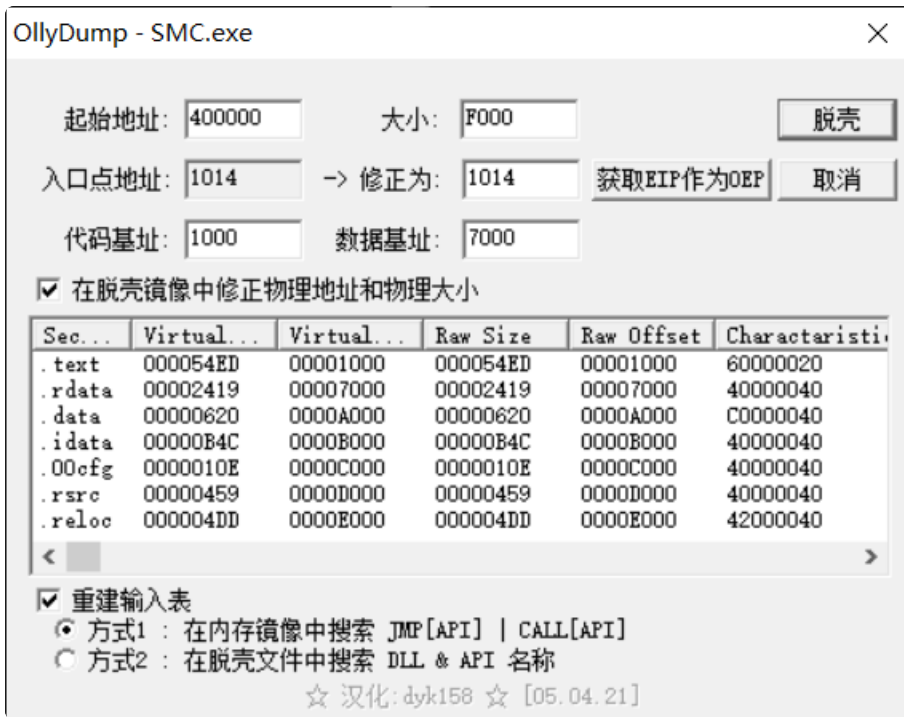 OllyDump - SMC.exe
起始地址: 400000 大小: F000 脱壳
入口点地址: 1014 -> 修正为: 1014 获取EIP作为OEP 取消
代码基址: 1000 数据基址: 7000
在脱壳镜像中修正物理地址和物理大小
Sec... Virtual... Virtual... Raw Size Raw Offset Charactaristi
.text 000054ED 00001000 000054ED 00001000 60000020
.rdata 00002419 00007000 00002419 00007000 40000040
.data 00000620 0000A000 00000620 0000A000 C0000040
.idata 00000B4C 0000B000 00000B4C 0000B000 40000040
.00cfg 0000010E 0000C000 0000010E 0000C000 40000040
.rsrc 00000459 0000D000 00000459 0000D000 40000040
.reloc 000004DD 0000E000 000004DD 0000E000 42000040
重建输入表
方式1 : 在内存镜像中搜索 JMP[API] | CALL[API]
方式2 : 在脱壳文件中搜索 DLL & API 名称
☆ 汉化:dyk158 ☆ [05.04.21]